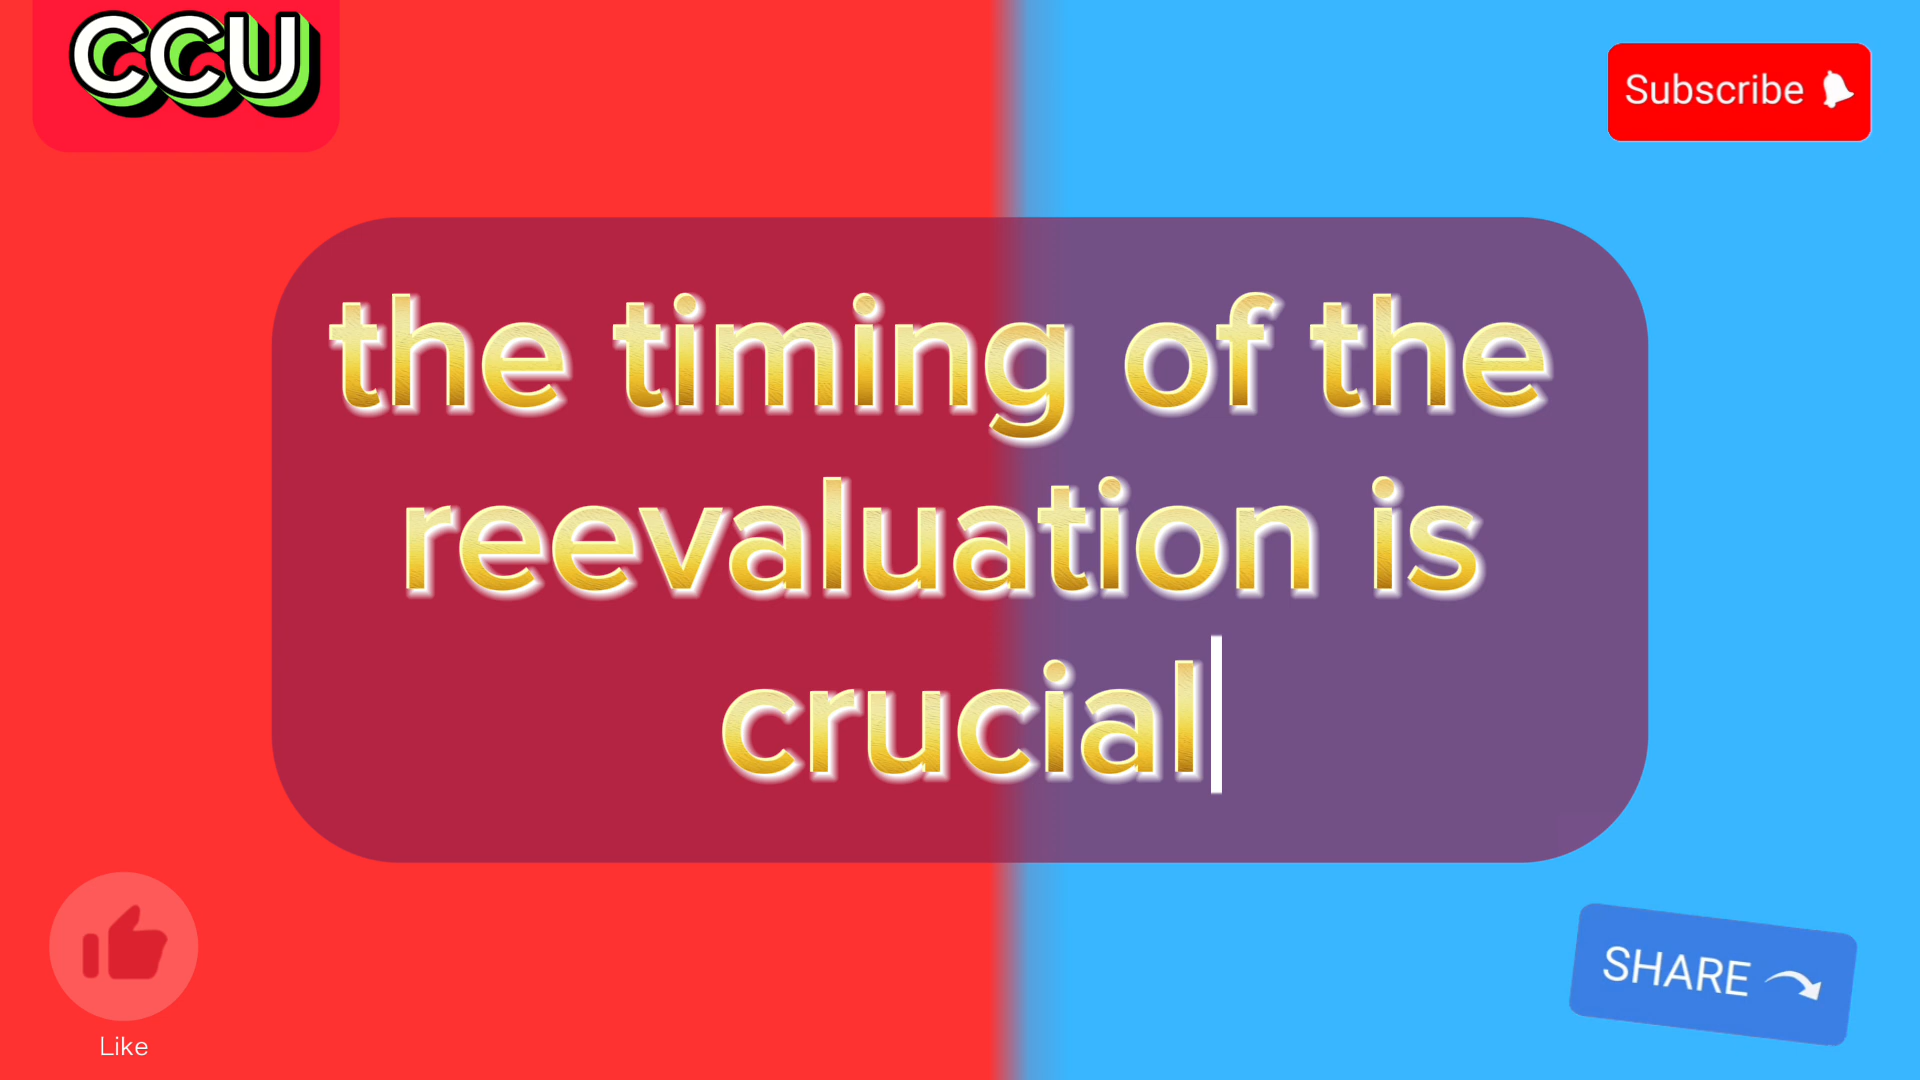 CCU
Subscribe
the timing of the
reevaluation is
crucial
SHARE
Like